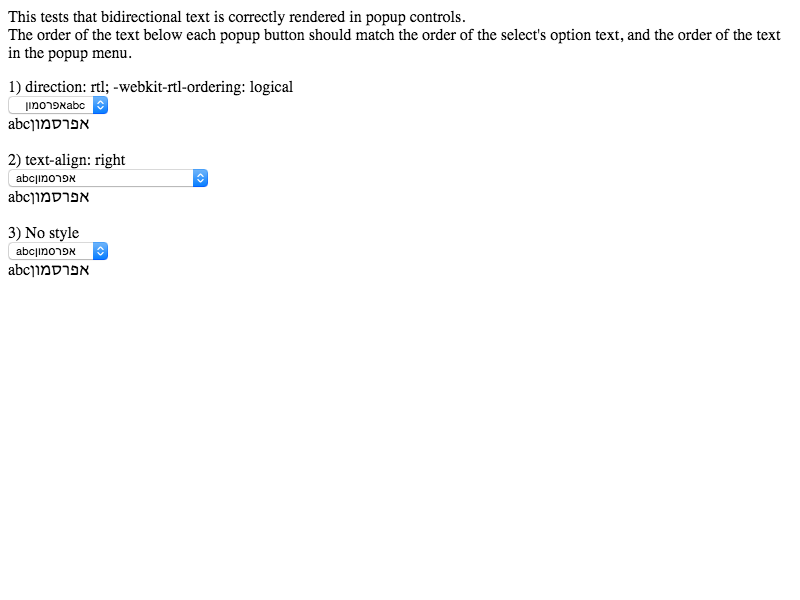 This tests that bidirectional text is correctly rendered in popup controls.
The order of the text below each popup button should match the order of the select's option text, and the order of the text
in the popup menu.
1) direction: rtl; -webkit-rtl-ordering: logical
אפרסמוןabc
abcאפרסמון
2) text-align: right
abcאפרסמון
abcאפרסמון
3) No style
abcאפרסמון
abcאפרסמון